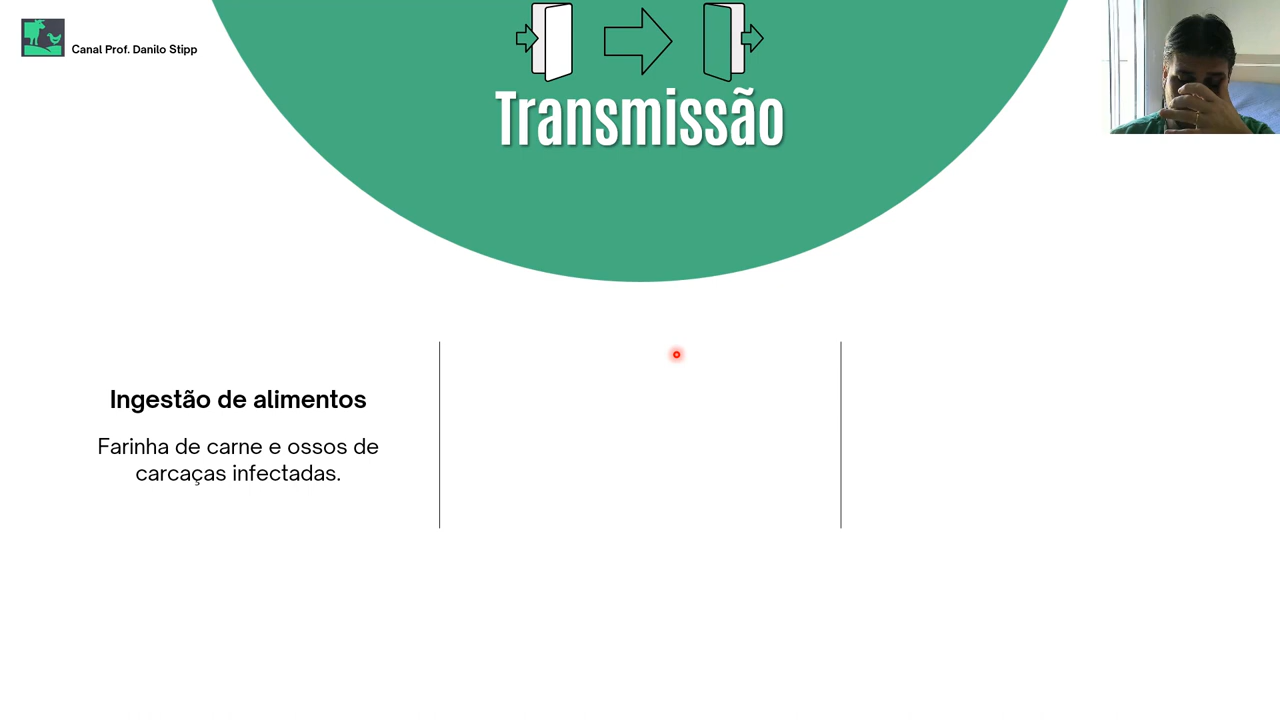 Canal Prof. Danilo Stipp
Transmissão
Ingestão de alimentos
Farinha de carne e ossos de
carcaças infectadas.